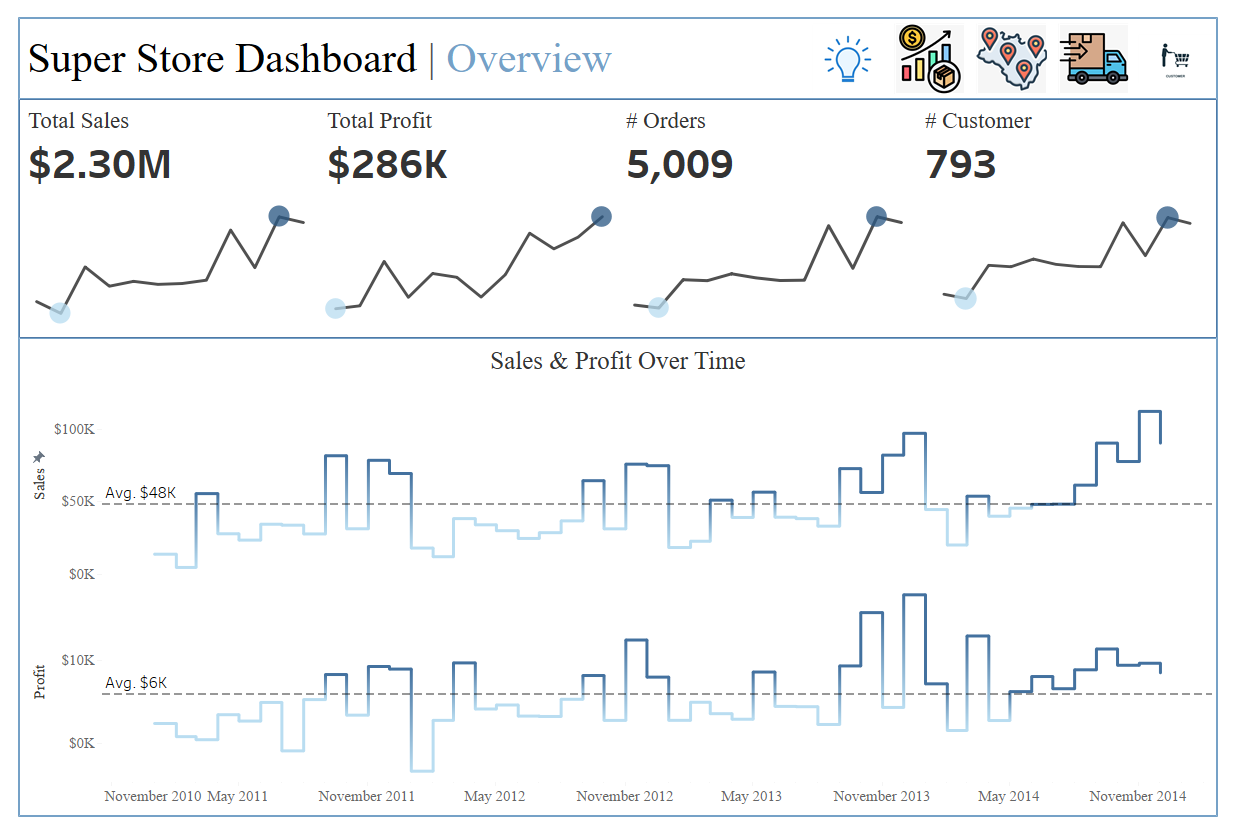 Super Store Dashboard | Overview
CUSTOMER
Total Sales
$2.30M
Total Profit
$286K
# Orders
5,009
# Customer
793
Sales & Profit Over Time
Sales
$100K
$50K
$0K
Avg. $48K
Profit
$10K
$0K
Avg. $6K
November 2010 May 2011 November 2011 May 2012 November 2012 May 2013 November 2013 May 2014 November 2014